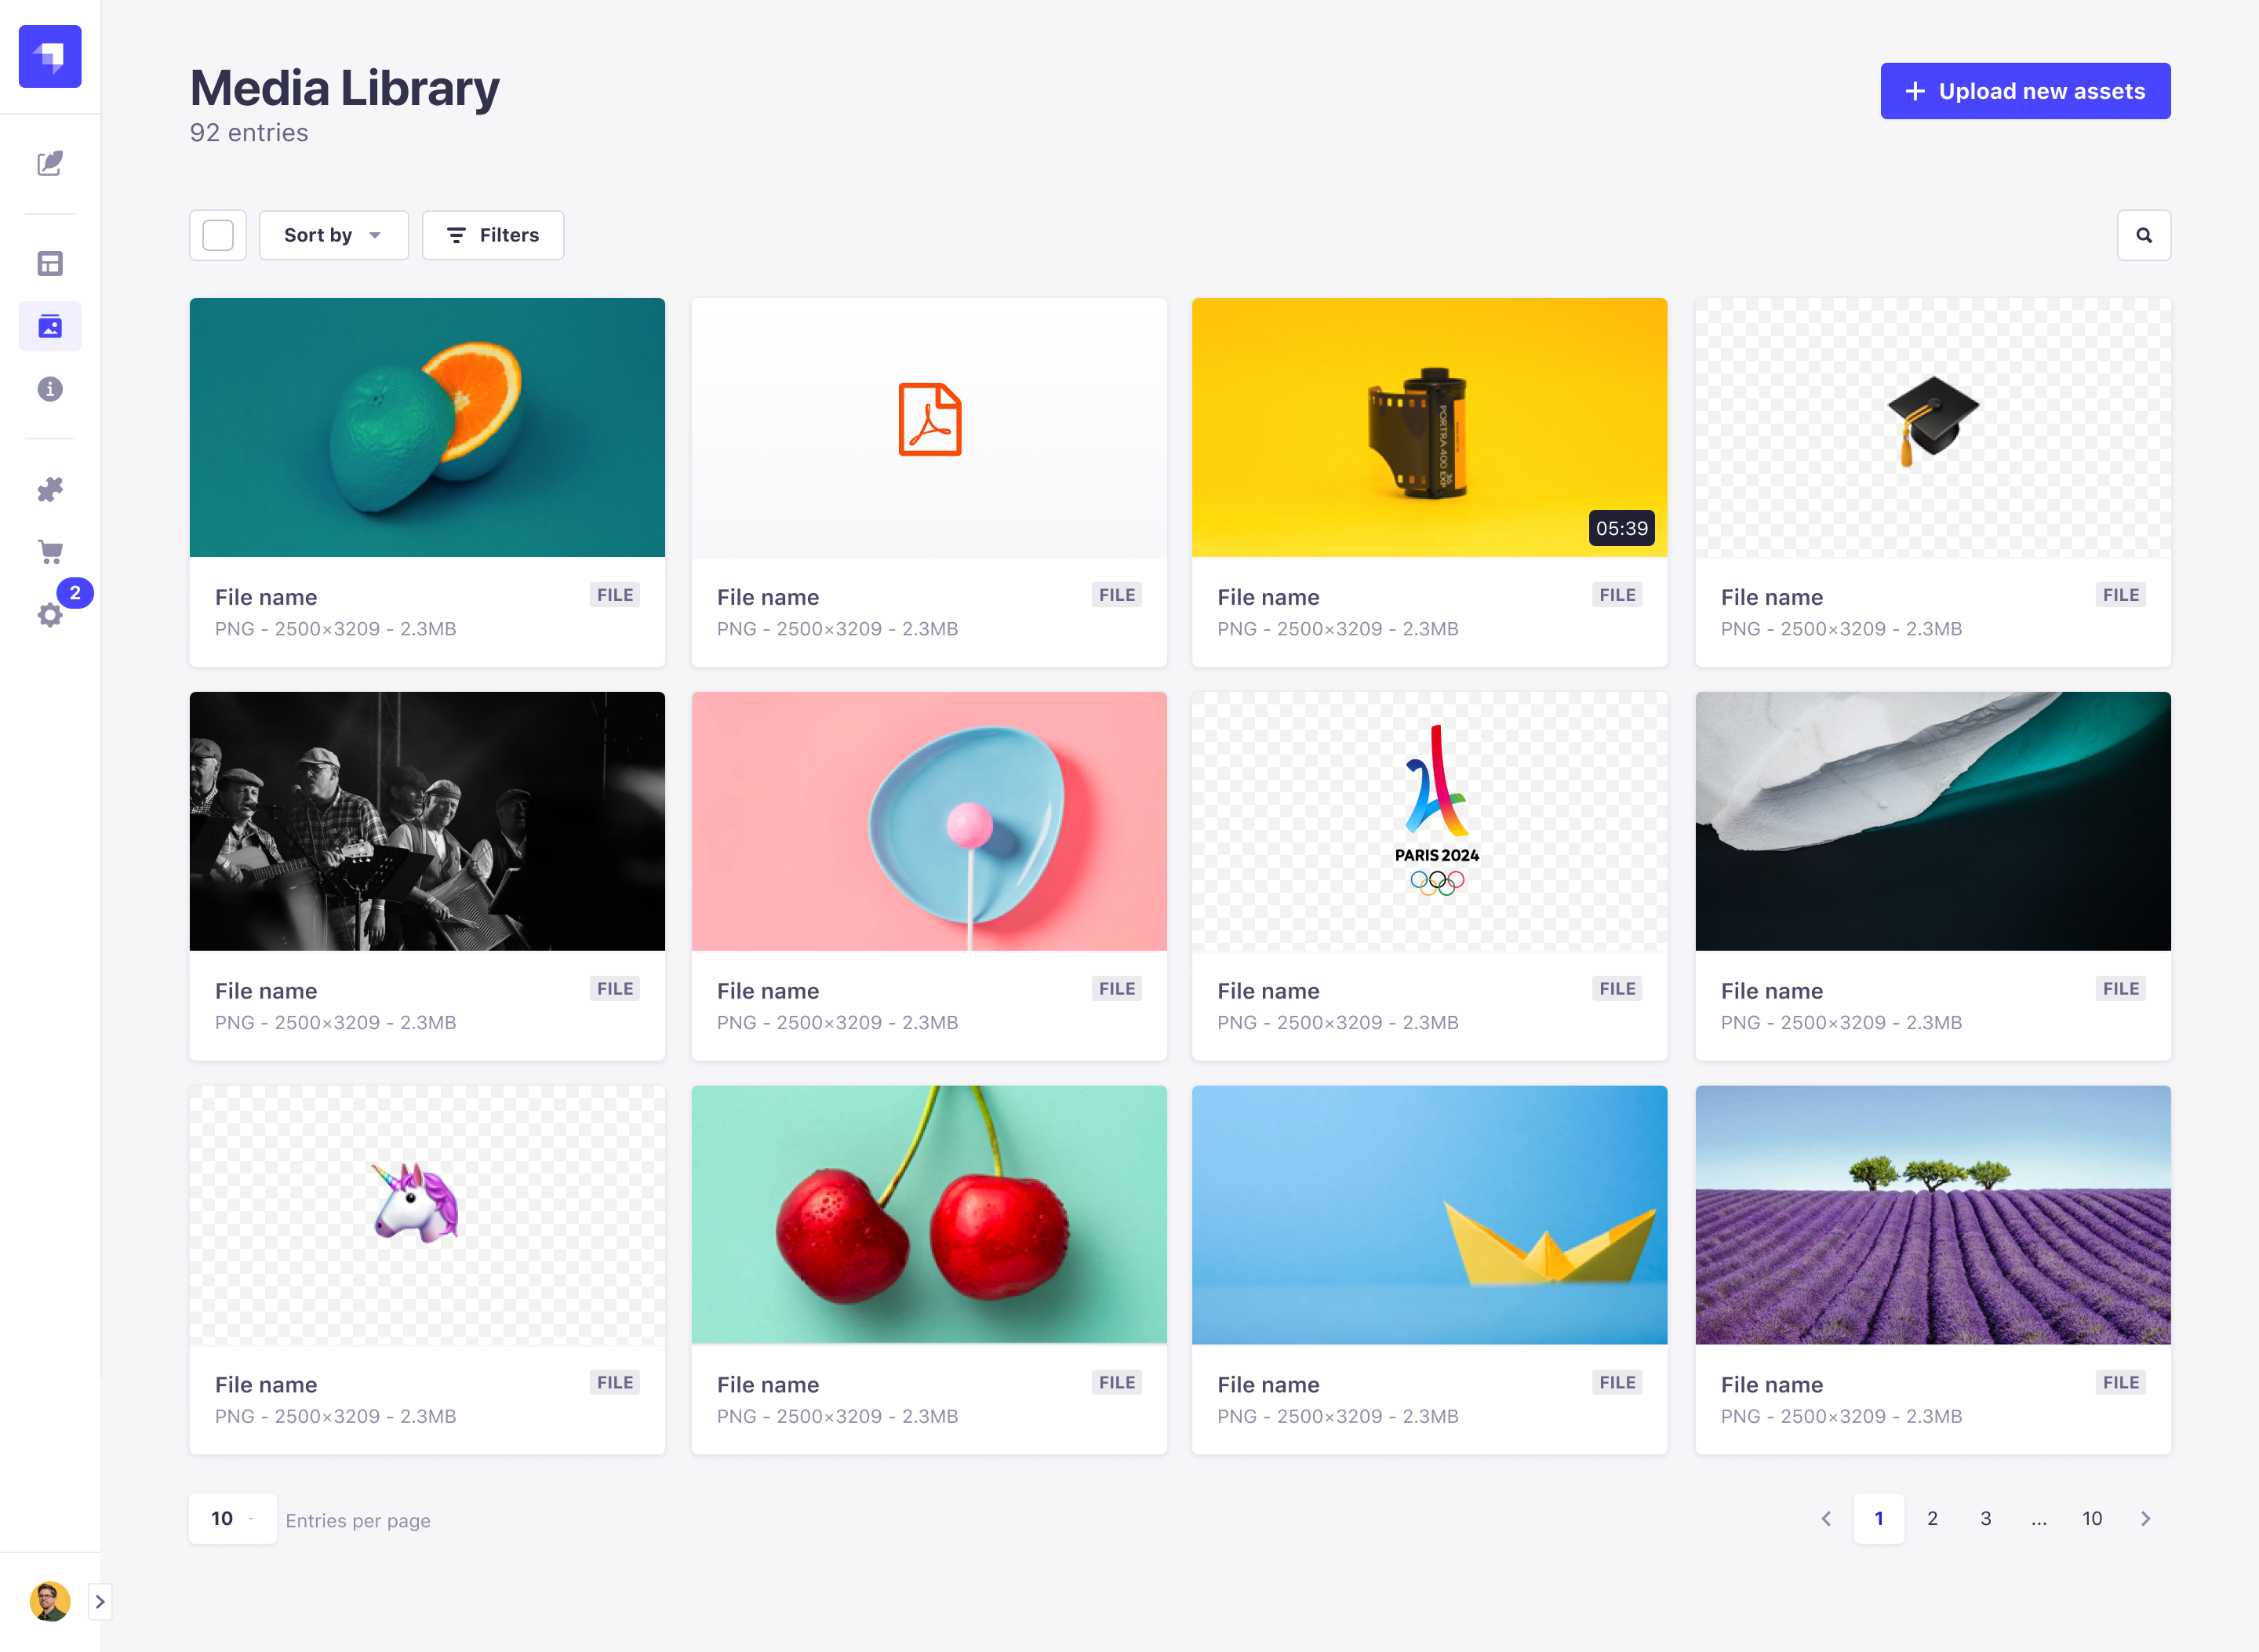 Media Library
92 entries
+ Upload new assets
Sort by
Filters
05:39
PORTRA 400 EXP
36
File name FILE
PNG - 2500×3209 - 2.3MB
File name FILE
PNG - 2500×3209 - 2.3MB
File name FILE
PNG - 2500×3209 - 2.3MB
File name FILE
PNG - 2500×3209 - 2.3MB
2
PARIS 2024
File name FILE
PNG - 2500×3209 - 2.3MB
File name FILE
PNG - 2500×3209 - 2.3MB
File name FILE
PNG - 2500×3209 - 2.3MB
File name FILE
PNG - 2500×3209 - 2.3MB
File name FILE
PNG - 2500×3209 - 2.3MB
File name FILE
PNG - 2500×3209 - 2.3MB
File name FILE
PNG - 2500×3209 - 2.3MB
File name FILE
PNG - 2500×3209 - 2.3MB
10 - Entries per page
1 2 3 ... 10